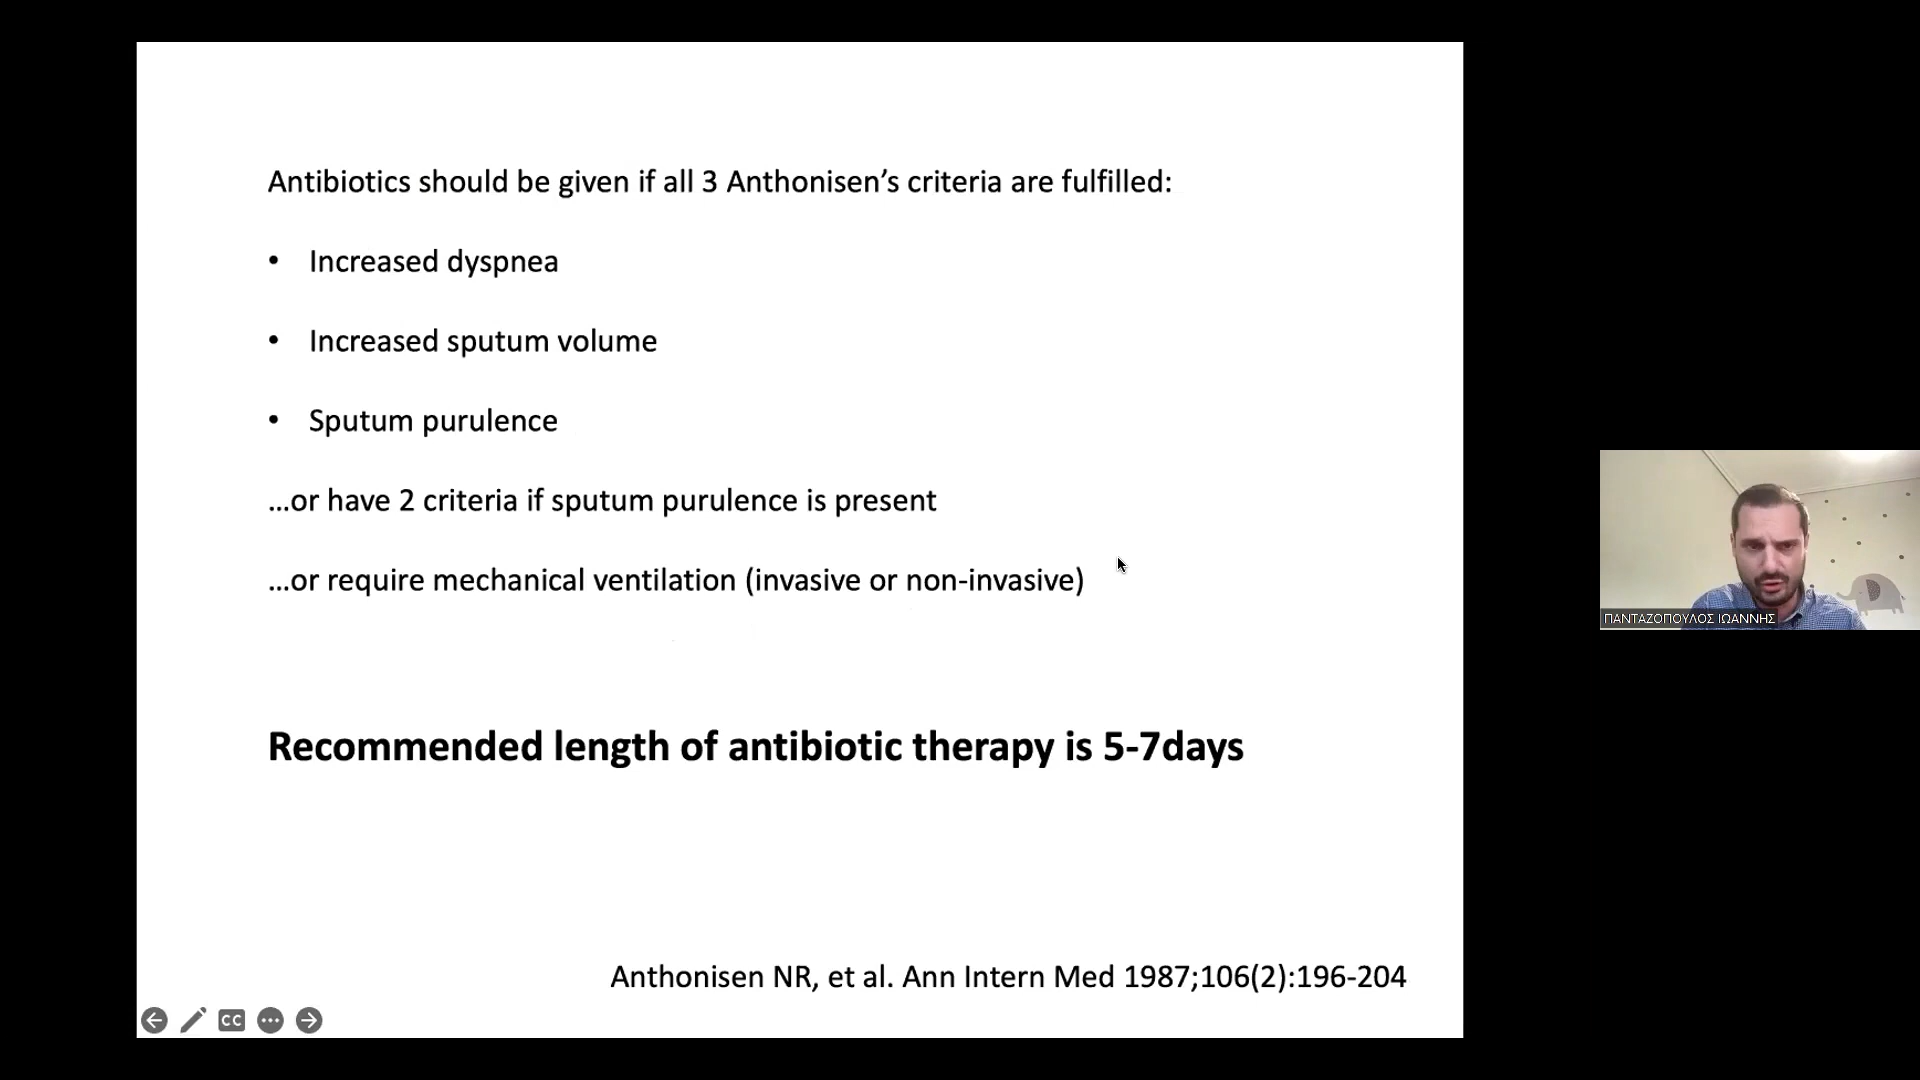 Antibiotics should be given if all 3 Anthonisen’s criteria are fulfilled:
• Increased dyspnea
• Increased sputum volume
• Sputum purulence
...or have 2 criteria if sputum purulence is present
...or require mechanical ventilation (invasive or non-invasive)
Recommended length of antibiotic therapy is 5-7days
Anthonisen NR, et al. Ann Intern Med 1987;106(2):196-204
CC
ΠΑΝΤΑΖΟΠΟΥΛΟΣ ΙΩΑΝΝΗΣ